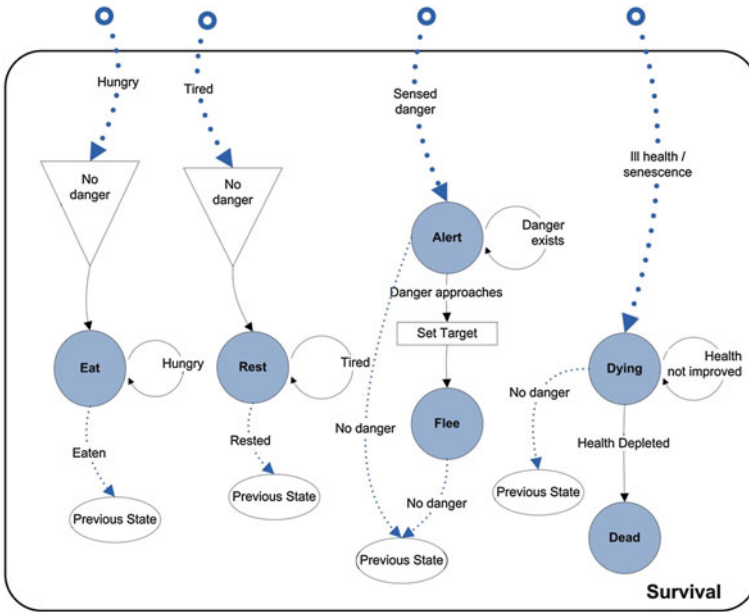 Hungry
Tired
Sensed
danger
Ill health /
senescence
No
danger
No
danger
Alert
Danger
exists
Danger approaches
Set Target
Eat
Hungry
Rest
Tired
Dying
Health
not improved
No danger
Flee
No danger
Eaten
Rested
Health Depleted
Previous State
Previous State
No danger
Previous State
Previous State
Dead
Survival